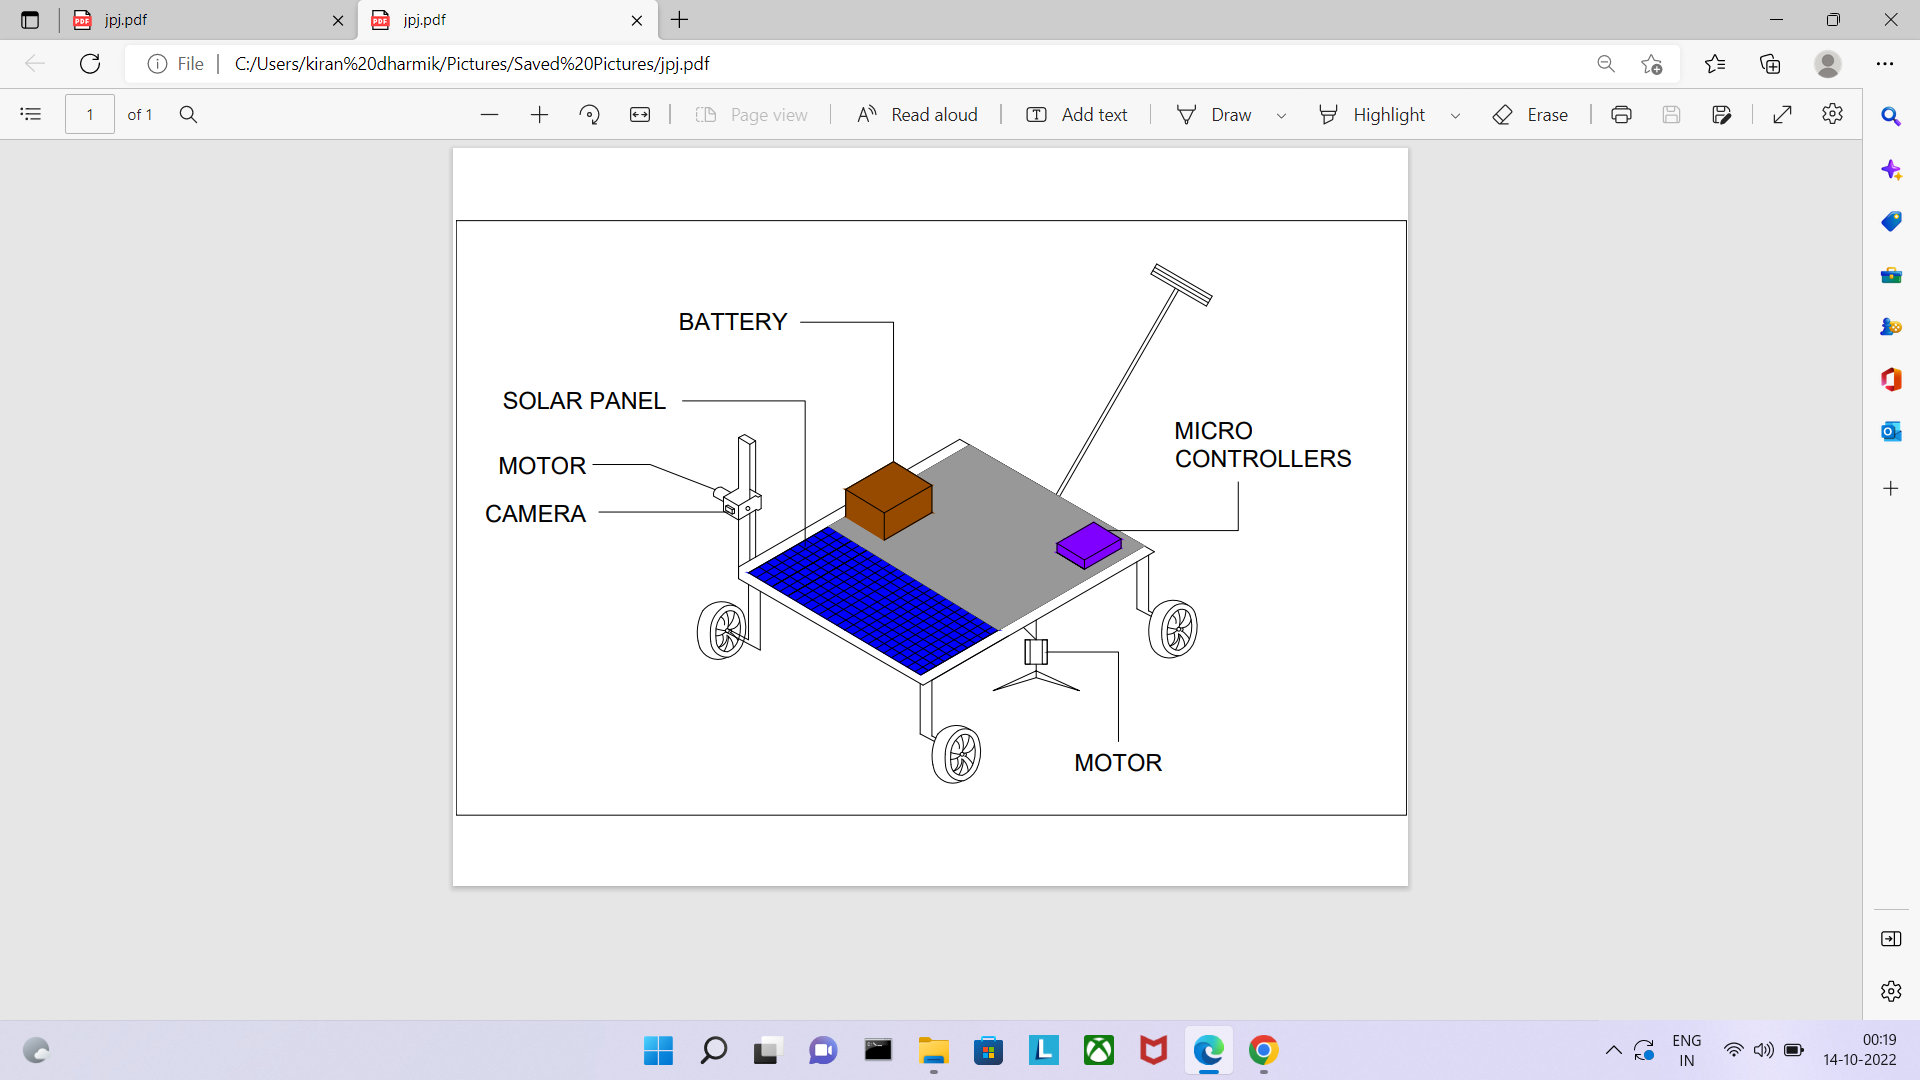 jpj.pdf
jpj.pdf
File
C:/Users/kiran%20dharmik/Pictures/Saved%20Pictures/jpj.pdf
1 of 1
Page view
Read aloud
Add text
Draw
Highlight
Erase
BATTERY
SOLAR PANEL
MICRO
CONTROLLERS
MOTOR
CAMERA
MOTOR
ENG
IN
00:19
14-10-2022